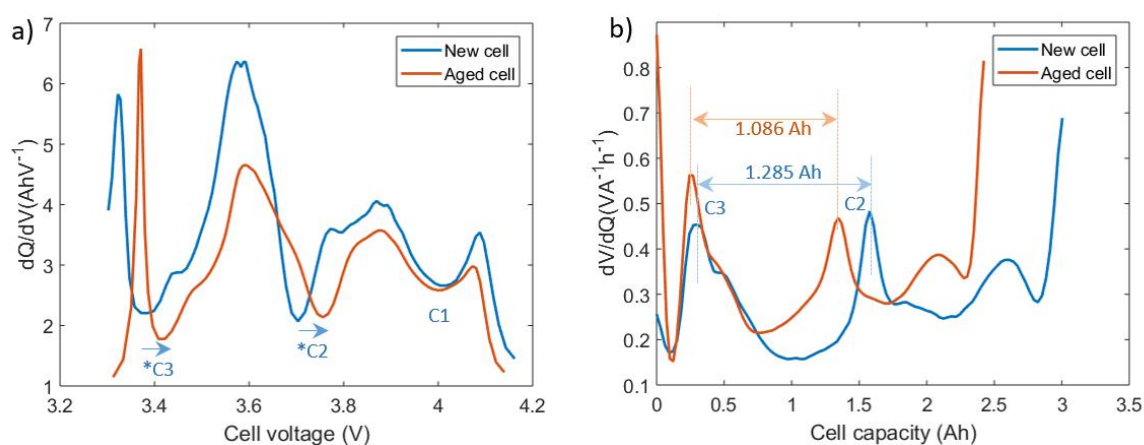 a)
New cell
Aged cell
7
6
5
4
3
2
1
dQ/dV(AhV⁻¹)
*C3
*C2
C1
3.2
3.4
3.6
3.8
4
4.2
Cell voltage (V)
b)
New cell
Aged cell
0.8
0.7
0.6
0.5
0.4
0.3
0.2
0.1
dV/dQ(VA⁻¹h⁻¹)
1.086 Ah
1.285 Ah
C3
C2
0
0.5
1
1.5
2
2.5
3
3.5
Cell capacity (Ah)